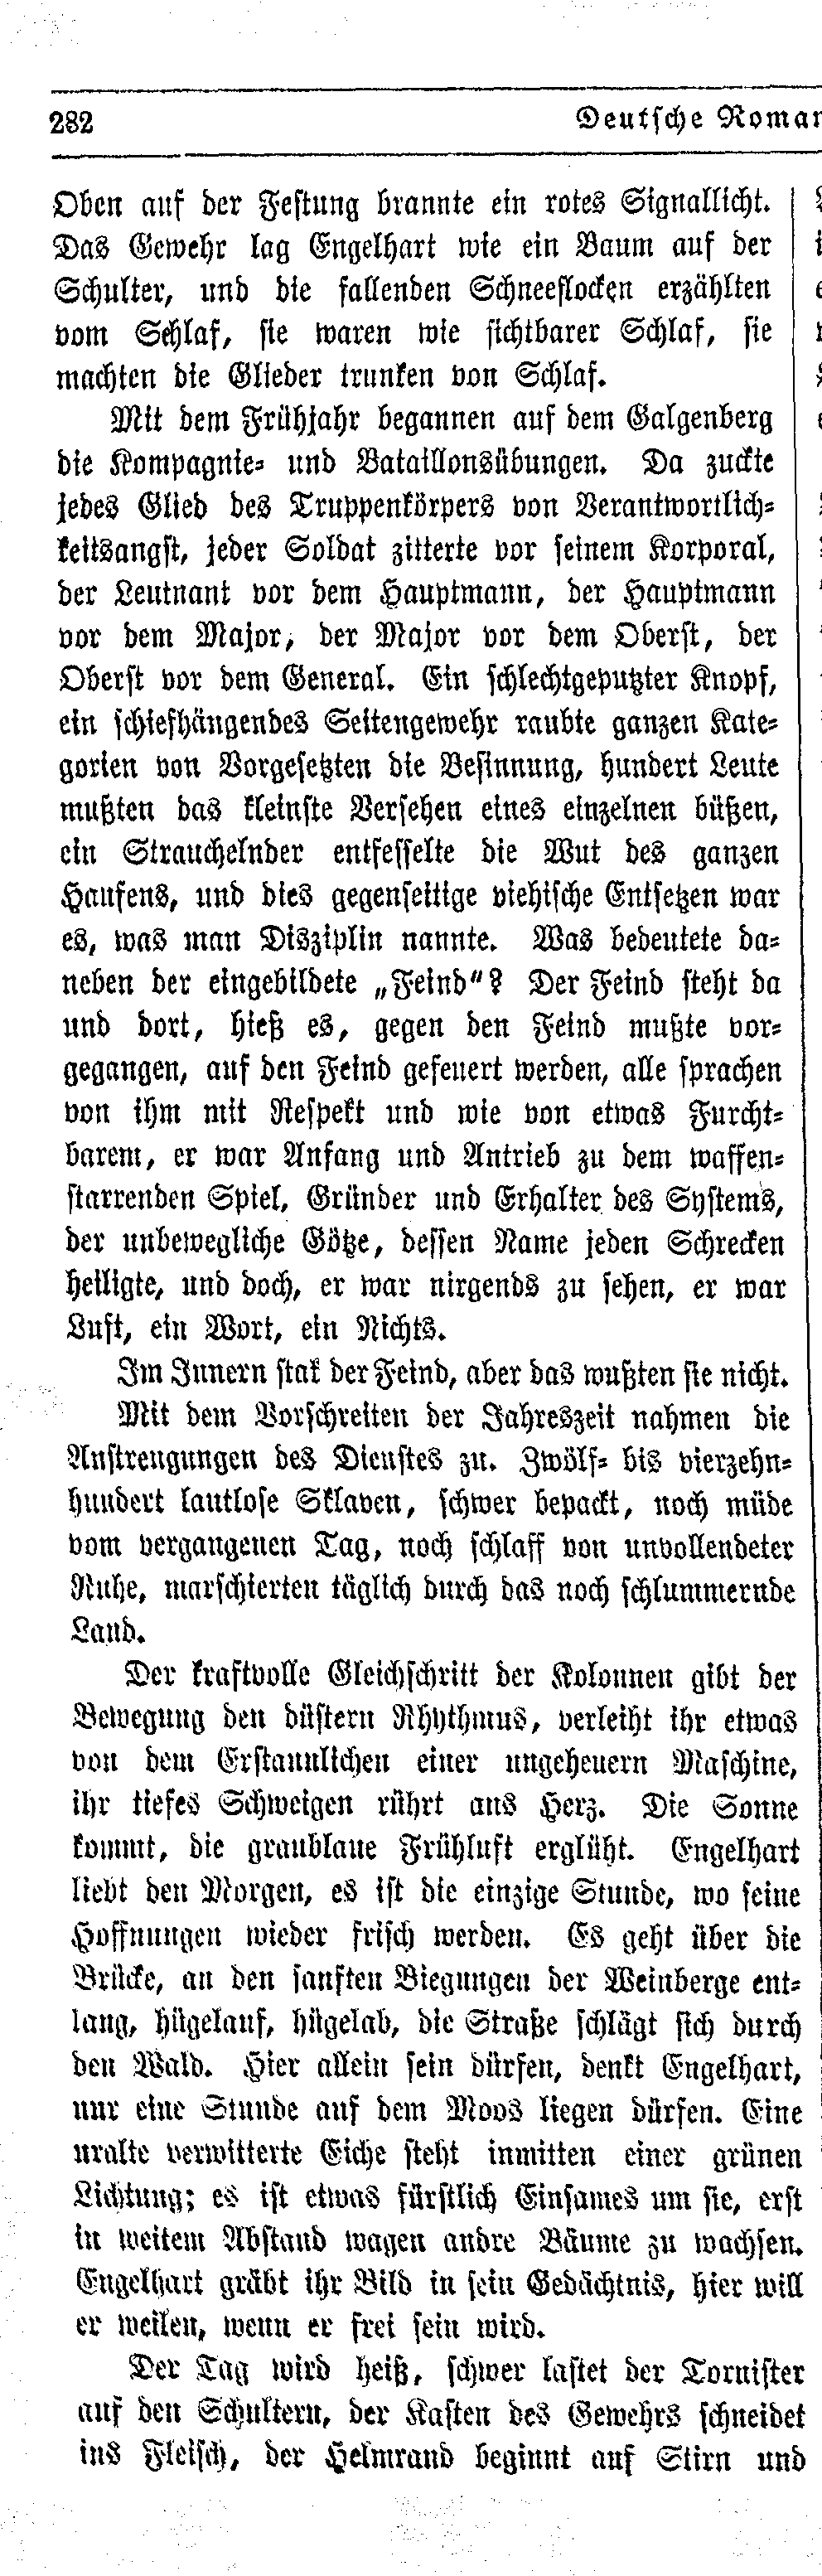 282
Deutsche Roman
Oben auf der Festung brannte ein rotes Signallicht.
Das Gewehr lag Engelhart wie ein Baum auf der
Schulter, und die fallenden Schneeflocken erzählten
vom Schlaf, sie waren wie sichtbarer Schlaf, sie
machten die Glieder trunken von Schlaf.
Mit dem Frühjahr begannen auf dem Galgenberg
die Kompagnie- und Bataillonsübungen. Da zuckte
jedes Glied des Truppenkörpers von Verantwortlich-
keitsangst, jeder Soldat zitterte vor seinem Korporal,
der Leutnant vor dem Hauptmann, der Hauptmann
vor dem Major, der Major vor dem Oberst, der
Oberst vor dem General. Ein schlechtgeputzter Knopf,
ein schiefhängendes Seitengewehr raubte ganzen Kate-
gorien von Vorgesetzten die Besinnung, hundert Leute
mußten das kleinste Versehen eines einzelnen büßen,
ein Strauchelnder entfesselte die Wut des ganzen
Haufens, und dies gegenseitige viehische Entsetzen war
es, was man Disziplin nannte. Was bedeutete da-
neben der eingebildete „Feind“? Der Feind steht da
und dort, hieß es, gegen den Feind mußte vor-
gegangen, auf den Feind gefeuert werden, alle sprachen
von ihm mit Respekt und wie von etwas Furcht-
barem, er war Anfang und Antrieb zu dem waffen-
starrenden Spiel, Gründer und Erhalter des Systems,
der unbewegliche Götze, dessen Name jeden Schrecken
heiligte, und doch, er war nirgends zu sehen, er war
Luft, ein Wort, ein Nichts.
Im Innern stak der Feind, aber das wußten sie nicht.
Mit dem Vorschreiten der Jahreszeit nahmen die
Anstrengungen des Dienstes zu. Zwölf- bis vierzehn-
hundert lautlose Sklaven, schwer bepackt, noch müde
vom vergangenen Tag, noch schlaff von unvollendeter
Ruhe, marschierten täglich durch das noch schlummernde
Land.
Der kraftvolle Gleichschritt der Kolonnen gibt der
Bewegung den düstern Rhythmus, verleiht ihr etwas
von dem Erstaunlichen einer ungeheuern Maschine,
ihr tiefes Schweigen rührt ans Herz. Die Sonne
kommt, die graublaue Frühluft erglüht. Engelhart
liebt den Morgen, es ist die einzige Stunde, wo seine
Hoffnungen wieder frisch werden. Es geht über die
Brücke, an den sanften Biegungen der Weinberge ent-
lang, hügelauf, hügelab, die Straße schlägt sich durch
den Wald. Hier allein sein dürfen, denkt Engelhart,
nur eine Stunde auf dem Moos liegen dürfen. Eine
uralte verwitterte Eiche steht inmitten einer grünen
Lichtung; es ist etwas fürstlich Einsames um sie, erst
in weitem Abstand wagen andre Bäume zu wachsen.
Engelhart gräbt ihr Bild in sein Gedächtnis, hier will
er weilen, wenn er frei sein wird.
Der Tag wird heiß, schwer lastet der Tornister
auf den Schultern, der Kasten des Gewehrs schneidet
ins Fleisch, der Helmrand beginnt auf Stirn und